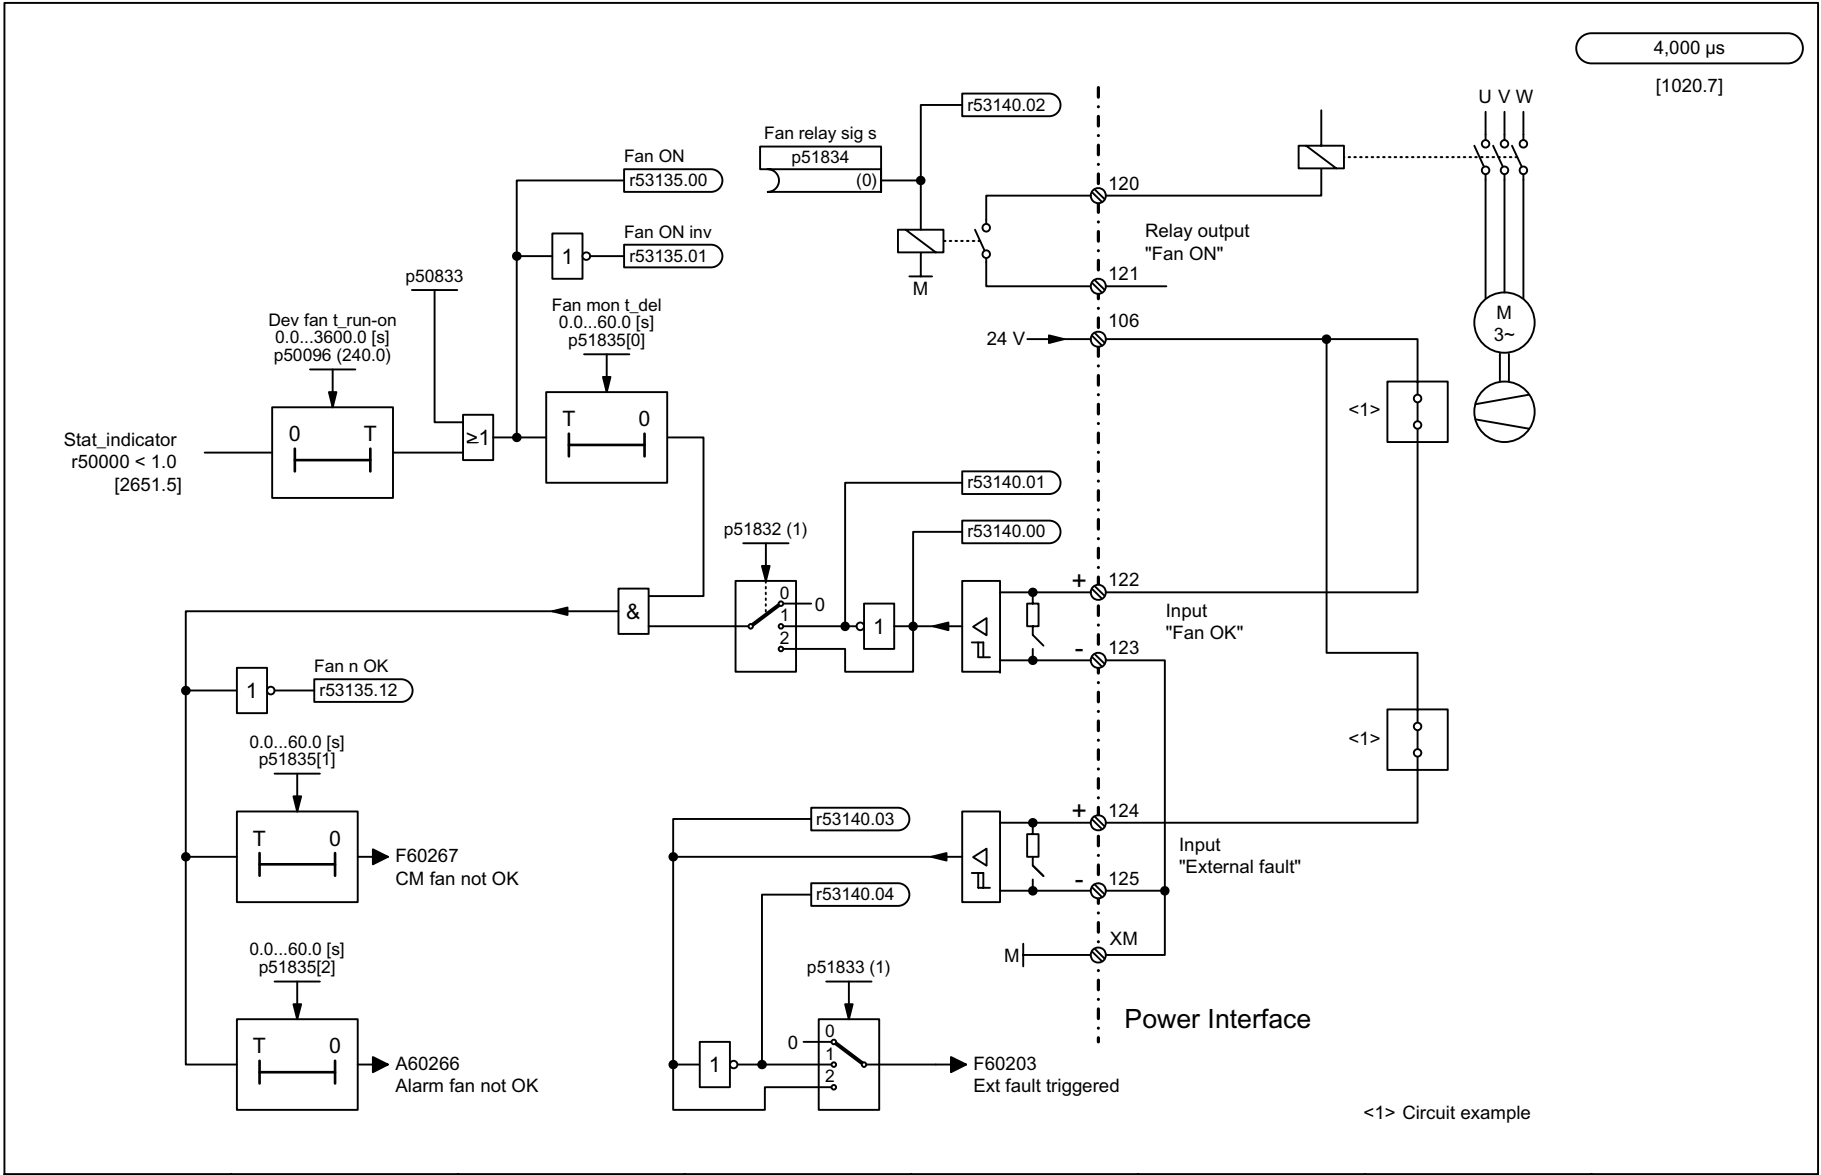 4,000 µs
[1020.7]
U V W
r53140.02
Fan relay sig s
p51834
(0)
Fan ON
r53135.00
Fan ON inv
1
r53135.01
120
Relay output
"Fan ON"
121
M
M
3~
p50833
Fan mon t_del
0.0...60.0 [s]
p51835[0]
Dev fan t_run-on
0.0...3600.0 [s]
p50096 (240.0)
106
24 V
<1>
T 0
0 T
≥1
Stat_indicator
r50000 < 1.0
[2651.5]
r53140.01
p51832 (1)
r53140.00
+
122
0
0
1
2
1
&
Input
"Fan OK"
-
123
Fan n OK
1
r53135.12
<1>
0.0...60.0 [s]
p51835[1]
T 0
F60267
CM fan not OK
r53140.03
+
124
Input
"External fault"
-
125
r53140.04
XM
M
0.0...60.0 [s]
p51835[2]
T 0
A60266
Alarm fan not OK
p51833 (1)
0
0
1
2
1
F60203
Ext fault triggered
Power Interface
<1> Circuit example